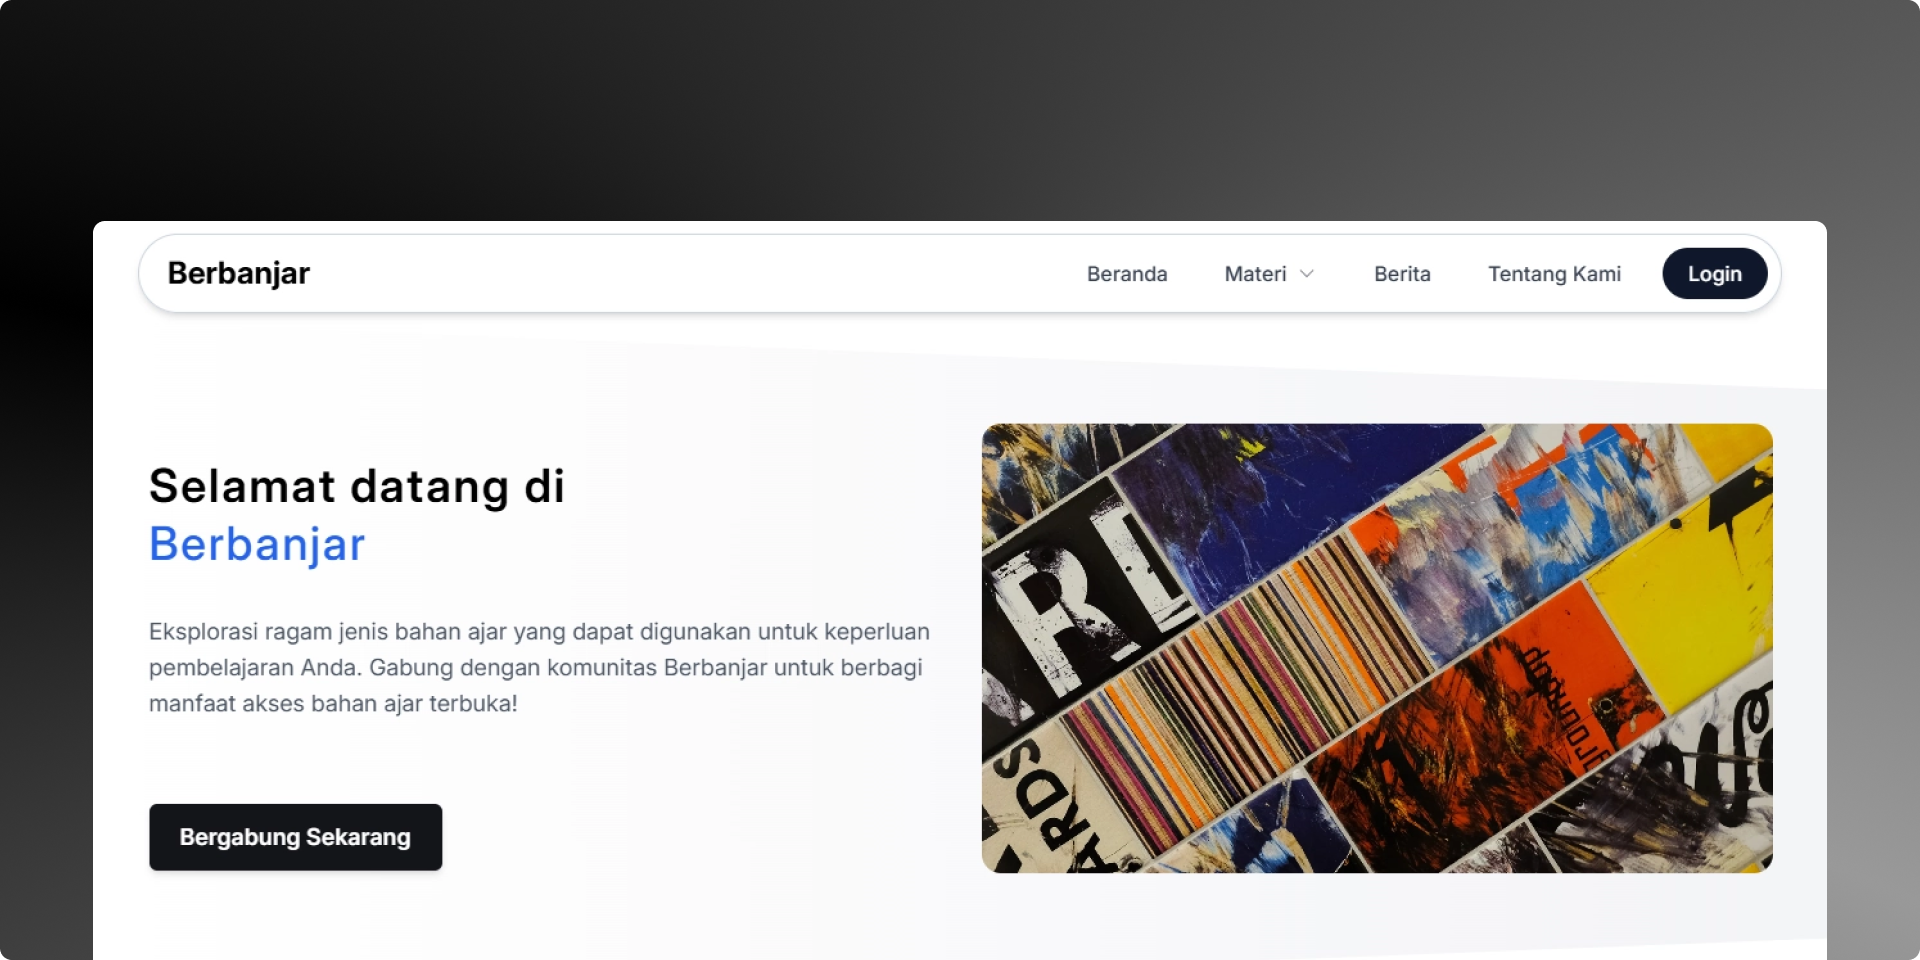 Berbanjar
Beranda
Materi
Berita
Tentang Kami
Login
Selamat datang di
Berbanjar
Eksplorasi ragam jenis bahan ajar yang dapat digunakan untuk keperluan
pembelajaran Anda. Gabung dengan komunitas Berbanjar untuk berbagi
manfaat akses bahan ajar terbuka!
Bergabung Sekarang